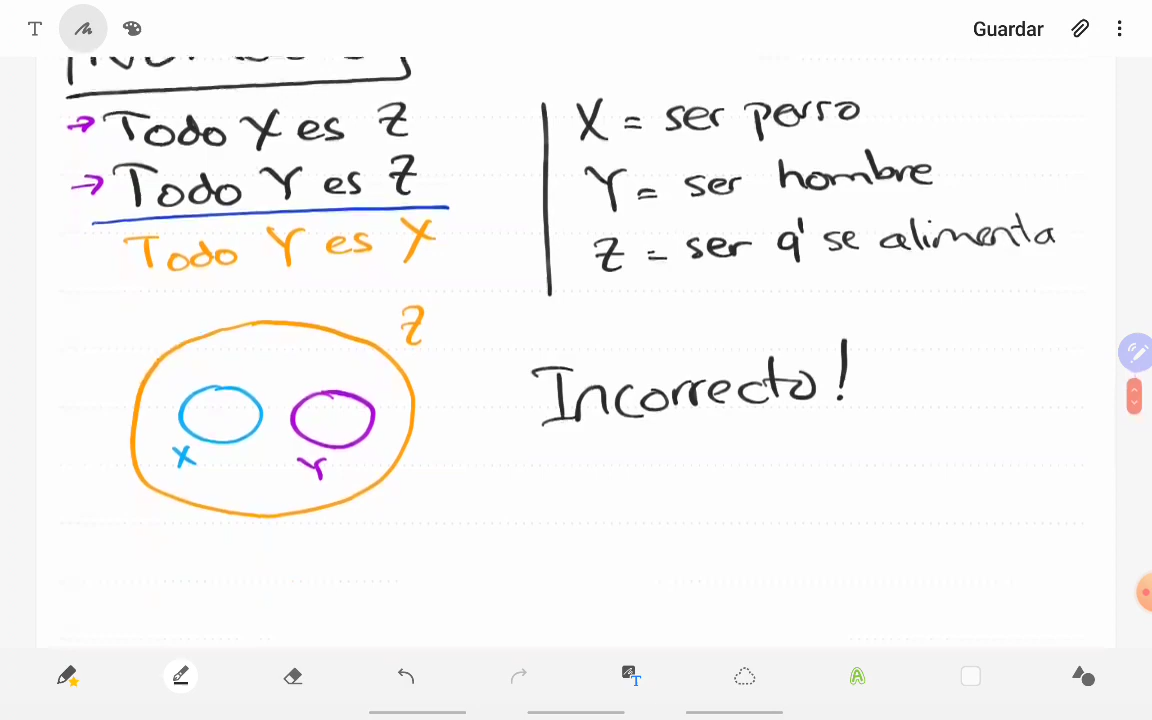 T
Guardar
→ Todo X es Z
→ Todo Y es Z
Todo Y es X
X = ser perro
Y = ser hombre
Z = ser q' se alimenta
Z
X
Y
Incorrecto!
T
A